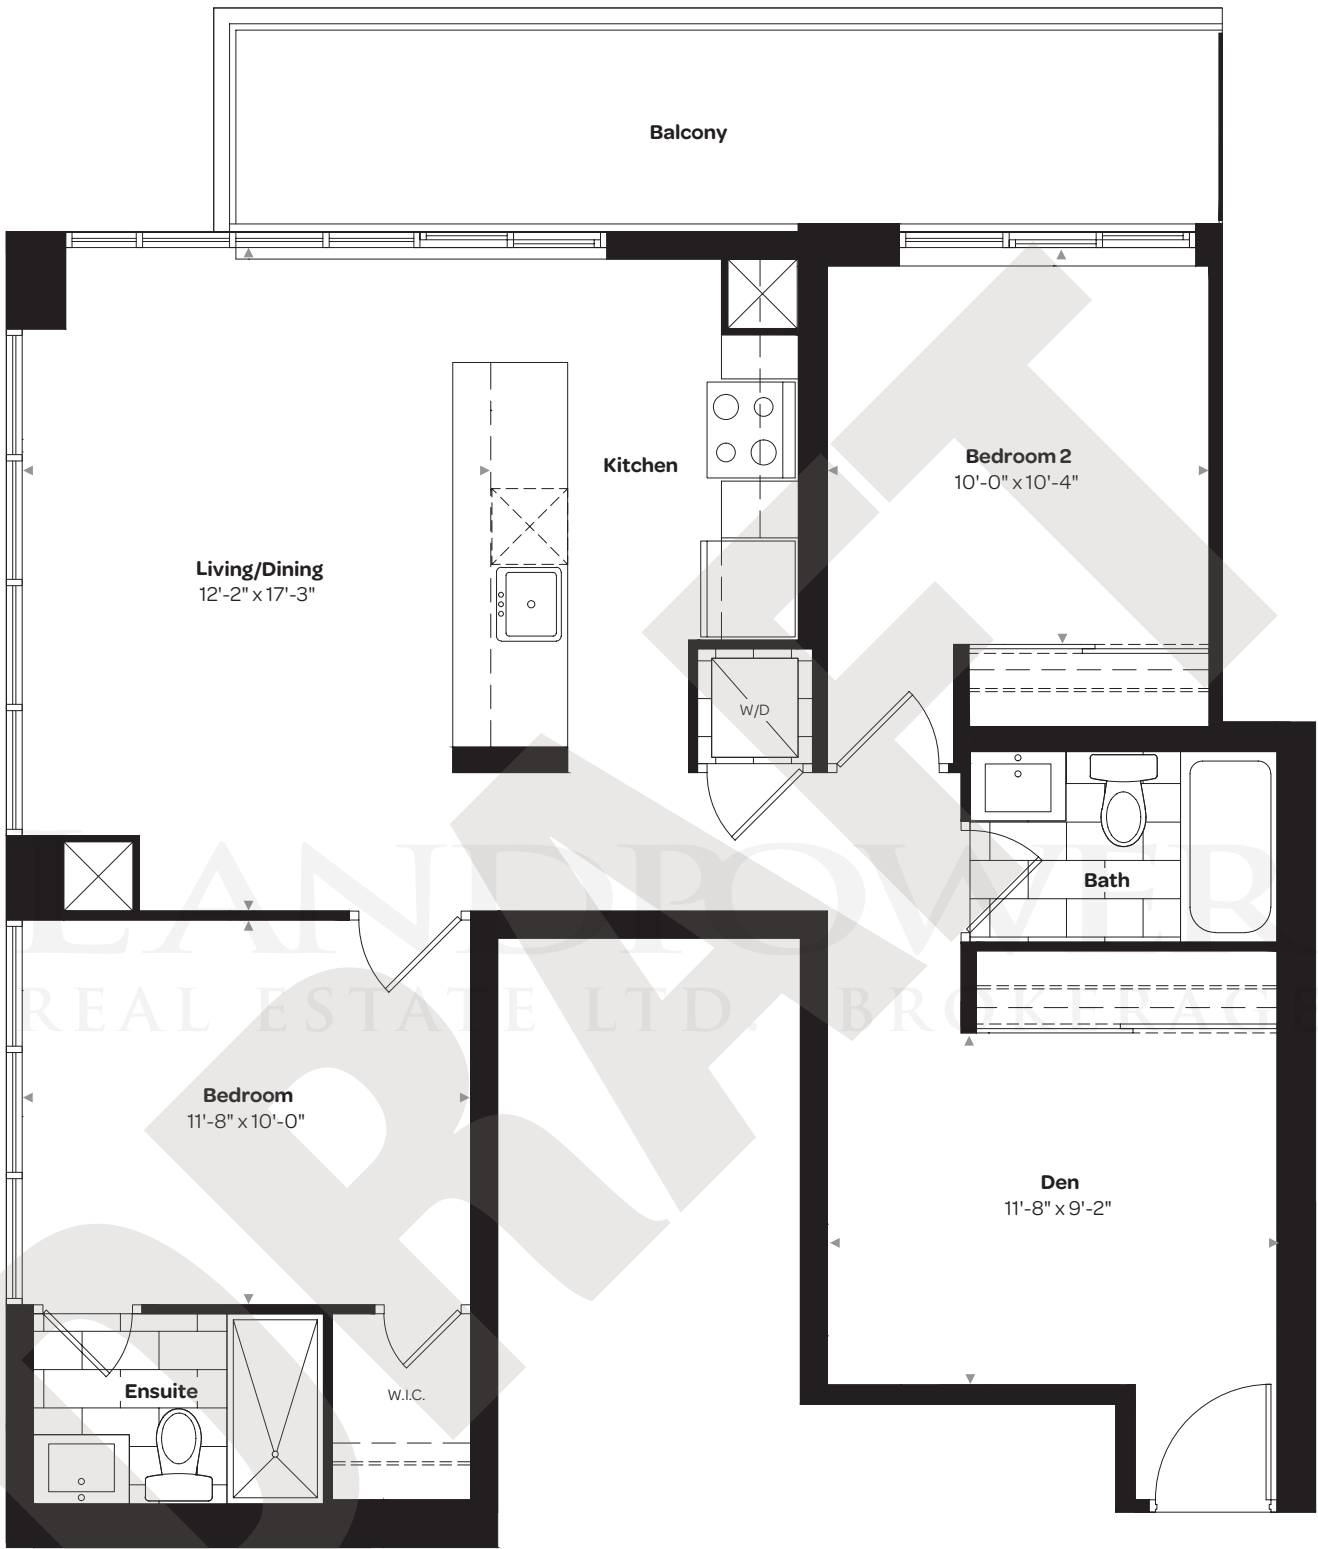 Balcony
Kitchen
Bedroom 2
10'-0" x 10'-4"
Living/Dining
12'-2" x 17'-3"
W/D
LANDPOWER
REAL ESTATE LTD. BROKERAGE
Bath
Bedroom
11'-8" x 10'-0"
Den
11'-8" x 9'-2"
Ensuite
W.I.C.
DRAFT